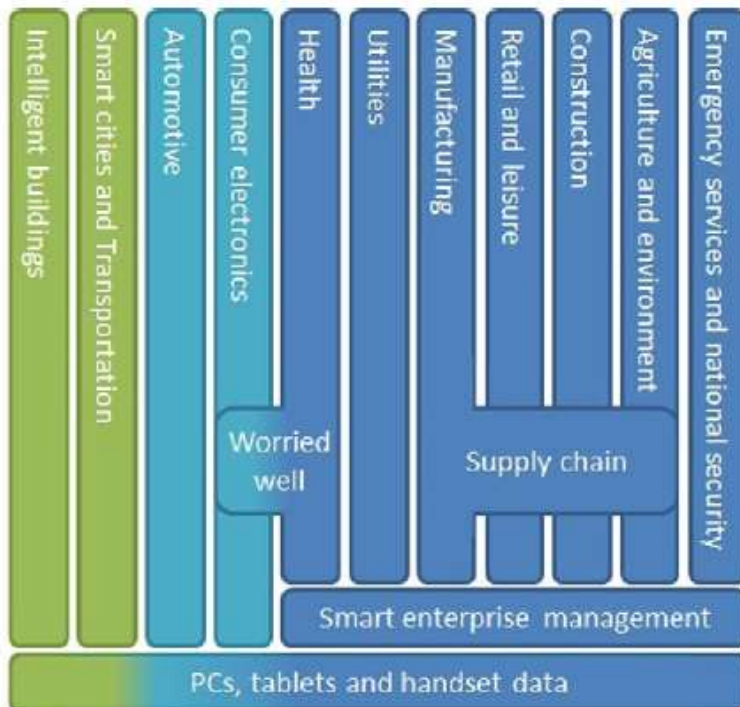 Intelligent buildings
Smart cities and Transportation
Automotive
Consumer electronics
Health
Utilities
Manufacturing
Retail and leisure
Construction
Agriculture and environment
Emergency services and national security
Worried
well
Supply chain
Smart enterprise management
PCs, tablets and handset data